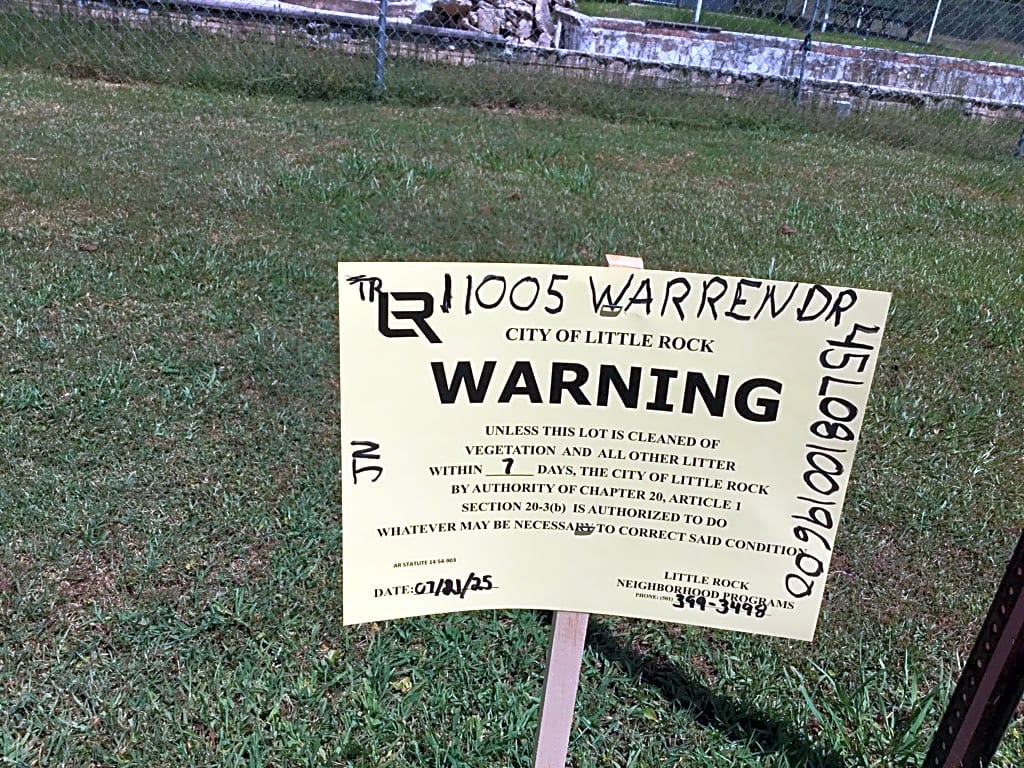 TR
LR
11005 WARREN DR
CITY OF LITTLE ROCK
WARNING
UNLESS THIS LOT IS CLEANED OF
VEGETATION AND ALL OTHER LITTER
WITHIN 7 DAYS, THE CITY OF LITTLE ROCK
BY AUTHORITY OF CHAPTER 20, ARTICLE 1
SECTION 20-3(b) IS AUTHORIZED TO DO
WHATEVER MAY BE NECESSARY TO CORRECT SAID CONDITION
AR STATUTE 14 54-903
DATE: 07/21/25
LITTLE ROCK
NEIGHBORHOOD PROGRAMS
PHONE: (501) 399-3498
JN
45L0810019600